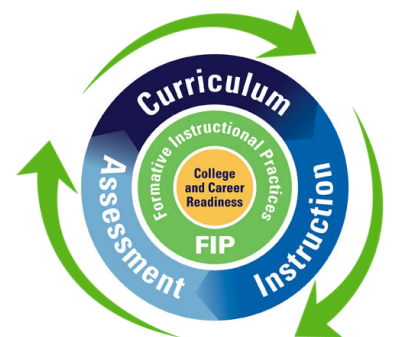 Curriculum
Instruction
Assessment
Formative Instructional Practices
FIP
College
and Career
Readiness